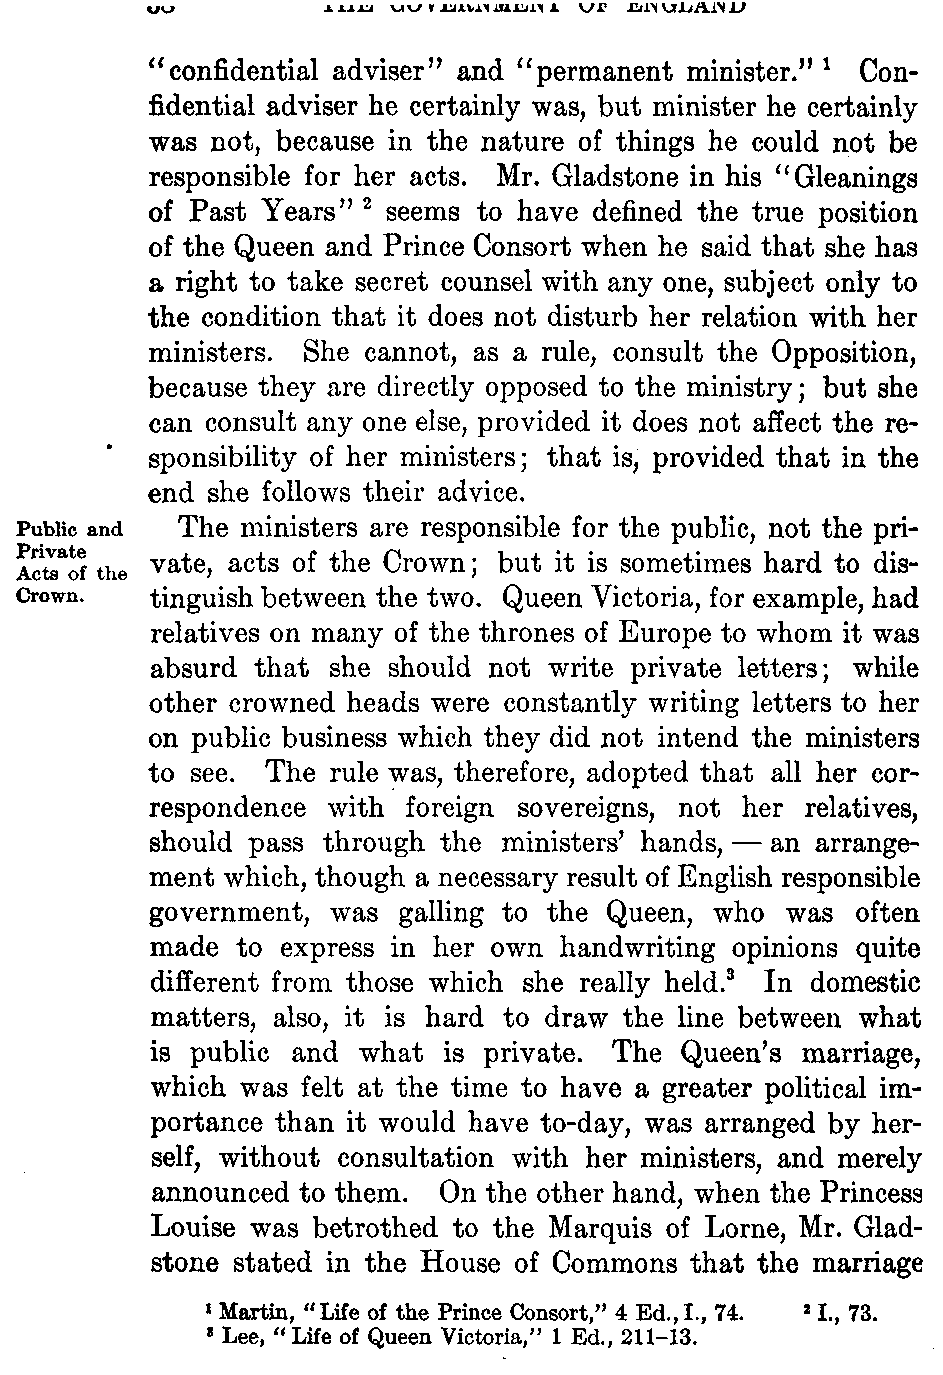 THE GOVERNMENT OF ENGLAND
“confidential adviser” and “permanent minister.” ¹ Con-
fidential adviser he certainly was, but minister he certainly
was not, because in the nature of things he could not be
responsible for her acts. Mr. Gladstone in his “Gleanings
of Past Years” ² seems to have defined the true position
of the Queen and Prince Consort when he said that she has
a right to take secret counsel with any one, subject only to
the condition that it does not disturb her relation with her
ministers. She cannot, as a rule, consult the Opposition,
because they are directly opposed to the ministry; but she
can consult any one else, provided it does not affect the re-
sponsibility of her ministers; that is, provided that in the
end she follows their advice.
Public and
Private
Acts of the
Crown.
The ministers are responsible for the public, not the pri-
vate, acts of the Crown; but it is sometimes hard to dis-
tinguish between the two. Queen Victoria, for example, had
relatives on many of the thrones of Europe to whom it was
absurd that she should not write private letters; while
other crowned heads were constantly writing letters to her
on public business which they did not intend the ministers
to see. The rule was, therefore, adopted that all her cor-
respondence with foreign sovereigns, not her relatives,
should pass through the ministers’ hands, — an arrange-
ment which, though a necessary result of English responsible
government, was galling to the Queen, who was often
made to express in her own handwriting opinions quite
different from those which she really held.³ In domestic
matters, also, it is hard to draw the line between what
is public and what is private. The Queen’s marriage,
which was felt at the time to have a greater political im-
portance than it would have to-day, was arranged by her-
self, without consultation with her ministers, and merely
announced to them. On the other hand, when the Princess
Louise was betrothed to the Marquis of Lorne, Mr. Glad-
stone stated in the House of Commons that the marriage
¹ Martin, “Life of the Prince Consort,” 4 Ed., I., 74. ² I., 73.
³ Lee, “Life of Queen Victoria,” 1 Ed., 211–13.